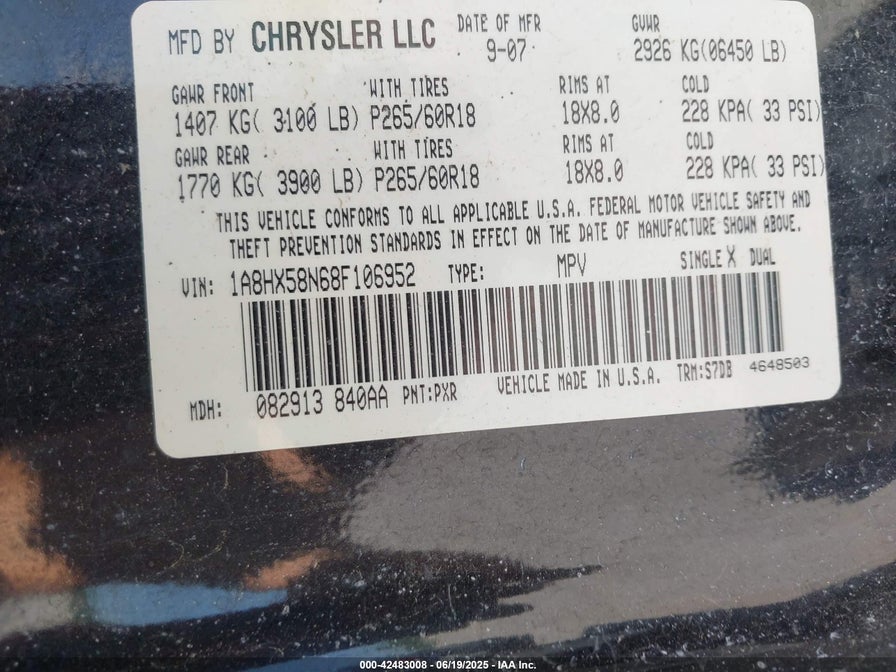 MFD BY CHRYSLER LLC DATE OF MFR GVWR
9-07 2926 KG(06450 LB)
GAWR FRONT WITH TIRES RIMS AT COLD
1407 KG( 3100 LB) P265/60R18 18X8.0 228 KPA( 33 PSI)
GAWR REAR WITH TIRES RIMS AT COLD
1770 KG( 3900 LB) P265/60R18 18X8.0 228 KPA( 33 PSI)
THIS VEHICLE CONFORMS TO ALL APPLICABLE U.S.A. FEDERAL MOTOR VEHICLE SAFETY AND
THEFT PREVENTION STANDARDS IN EFFECT ON THE DATE OF MANUFACTURE SHOWN ABOVE.
VIN: 1A8HX58N68F106952 TYPE: MPV SINGLE X DUAL
MDH: 082913 840AA PNT:PXR VEHICLE MADE IN U.S.A. TRM:S7DB 4648503
000-42483008 - 06/19/2025 - IAA Inc.